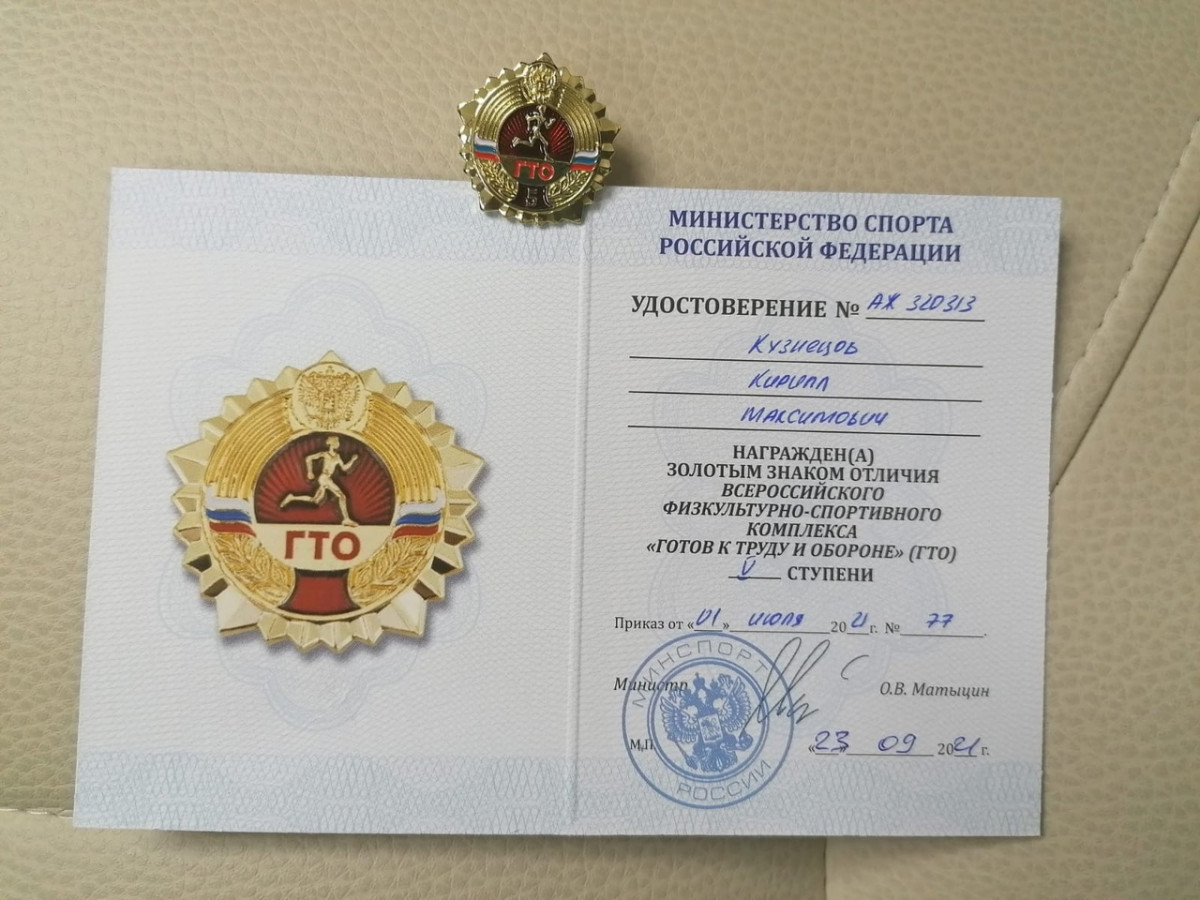 ГТО
5
МИНИСТЕРСТВО СПОРТА
РОССИЙСКОЙ ФЕДЕРАЦИИ
УДОСТОВЕРЕНИЕ № АЖ 320313
Кузнецов
Кирилл
Максимович
НАГРАЖДЕН(А)
ЗОЛОТЫМ ЗНАКОМ ОТЛИЧИЯ
ВСЕРОССИЙСКОГО
ФИЗКУЛЬТУРНО-СПОРТИВНОГО
КОМПЛЕКСА
«ГОТОВ К ТРУДУ И ОБОРОНЕ» (ГТО)
V СТУПЕНИ
Приказ от «01» июля 2021 г. № 77.
Министр О.В. Матыцин
М.П. «23» 09 2021 г.
МИНСПОРТ
РОССИИ
ГТО